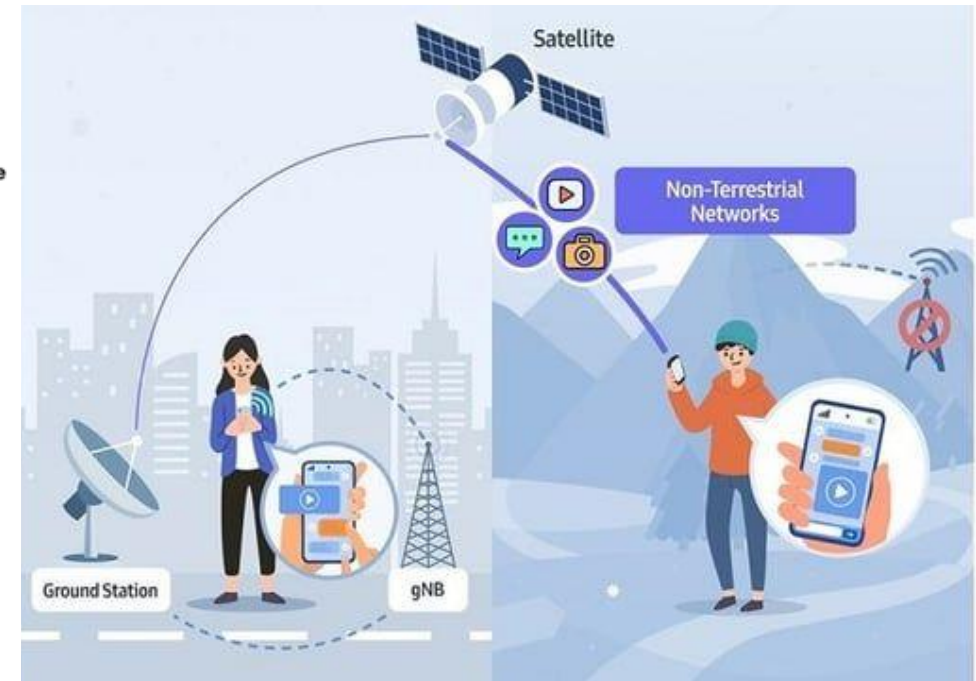 Satellite
Non-Terrestrial
Networks
e
Ground Station
gNB